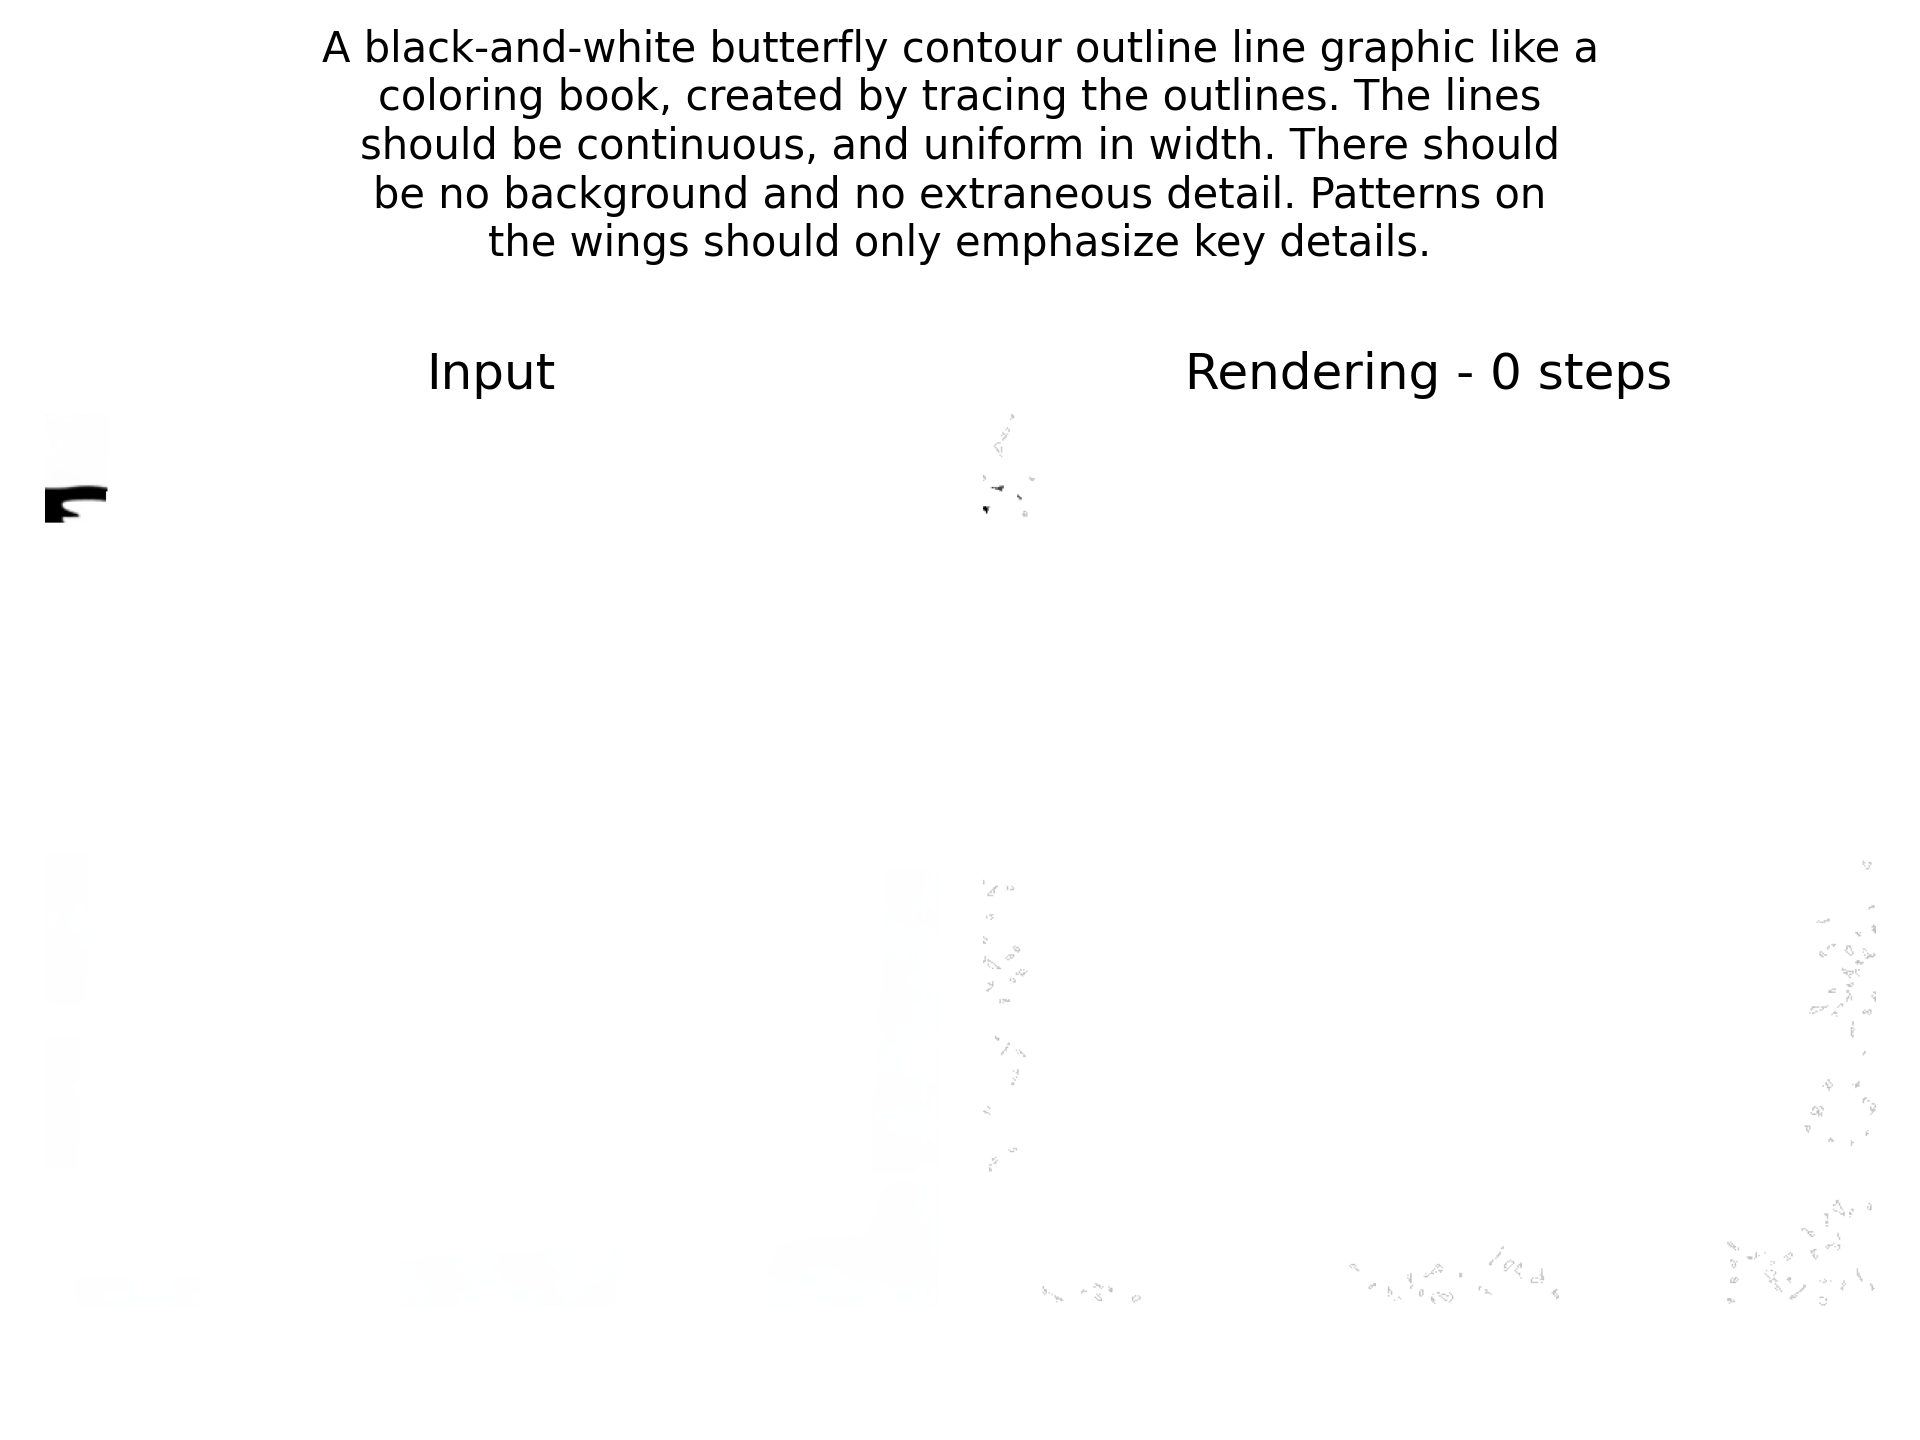 A black-and-white butterfly contour outline line graphic like a
coloring book, created by tracing the outlines. The lines
should be continuous, and uniform in width. There should
be no background and no extraneous detail. Patterns on
the wings should only emphasize key details.
Input
Rendering - 0 steps